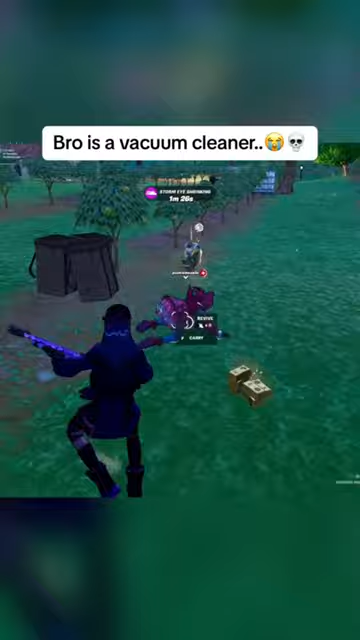 Bro is a vacuum cleaner..😭💀
STORM EYE SHRINKING
1m 26s
REVIVE
CARRY